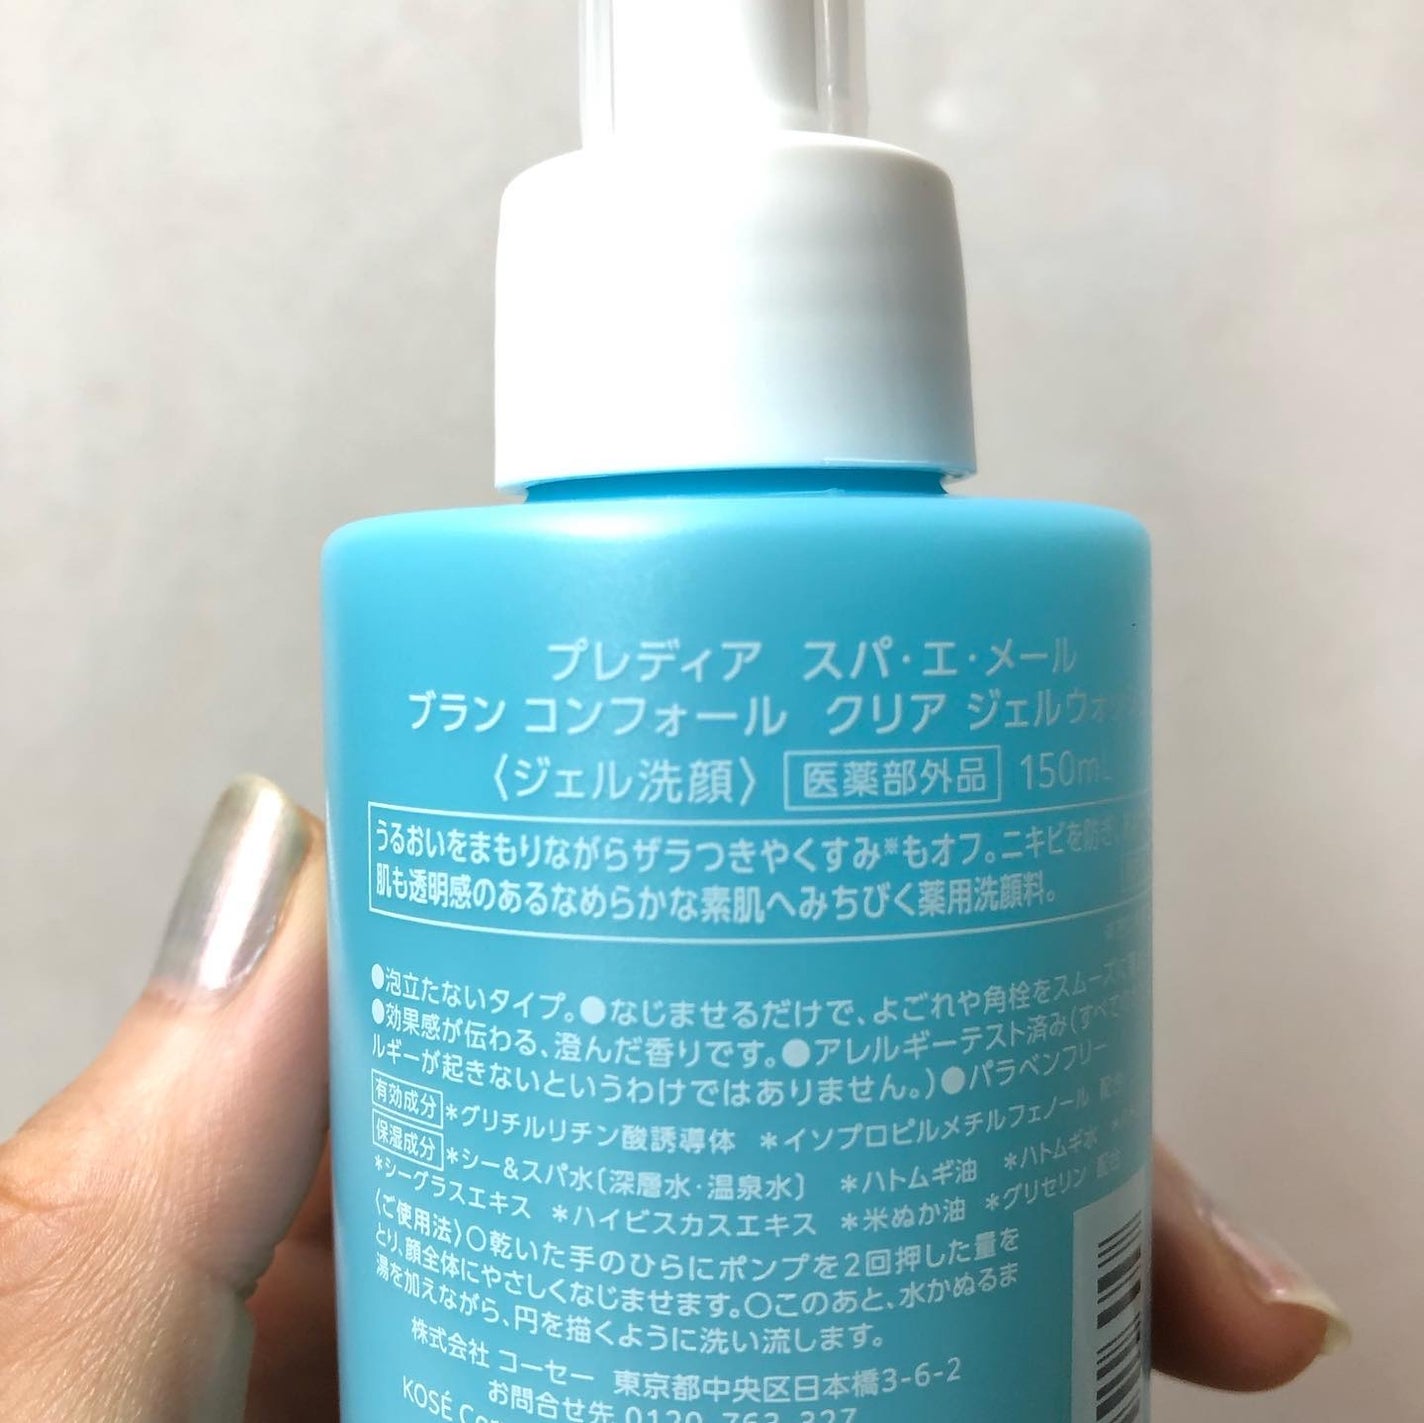 プレディア スパ・エ・メール
ブラン コンフォール クリア ジェルウォッ
〈ジェル洗顔〉 医薬部外品 150mL
うるおいをまもりながらザラつきやくすみ※もオフ。ニキビを防ぎ、
肌も透明感のあるなめらかな素肌へみちびく薬用洗顔料。
●泡立たないタイプ。●なじませるだけで、よごれや角栓をスムーズに
●効果感が伝わる、澄んだ香りです。●アレルギーテスト済み(すべての
ルギーが起きないというわけではありません。)●パラベンフリー
有効成分 *グリチルリチン酸誘導体 *イソプロピルメチルフェノール 配合
保湿成分 *シー&スパ水〔深層水・温泉水〕 *ハトムギ油 *ハトムギ水
*シーグラスエキス *ハイビスカスエキス *米ぬか油 *グリセリン 配合
〈ご使用法〉○乾いた手のひらにポンプを2回押した量を
とり、顔全体にやさしくなじませます。○このあと、水かぬるま
湯を加えながら、円を描くように洗い流します。
株式会社 コーセー 東京都中央区日本橋3-6-2
お問合せ先 0120-763-327
KOSÉ